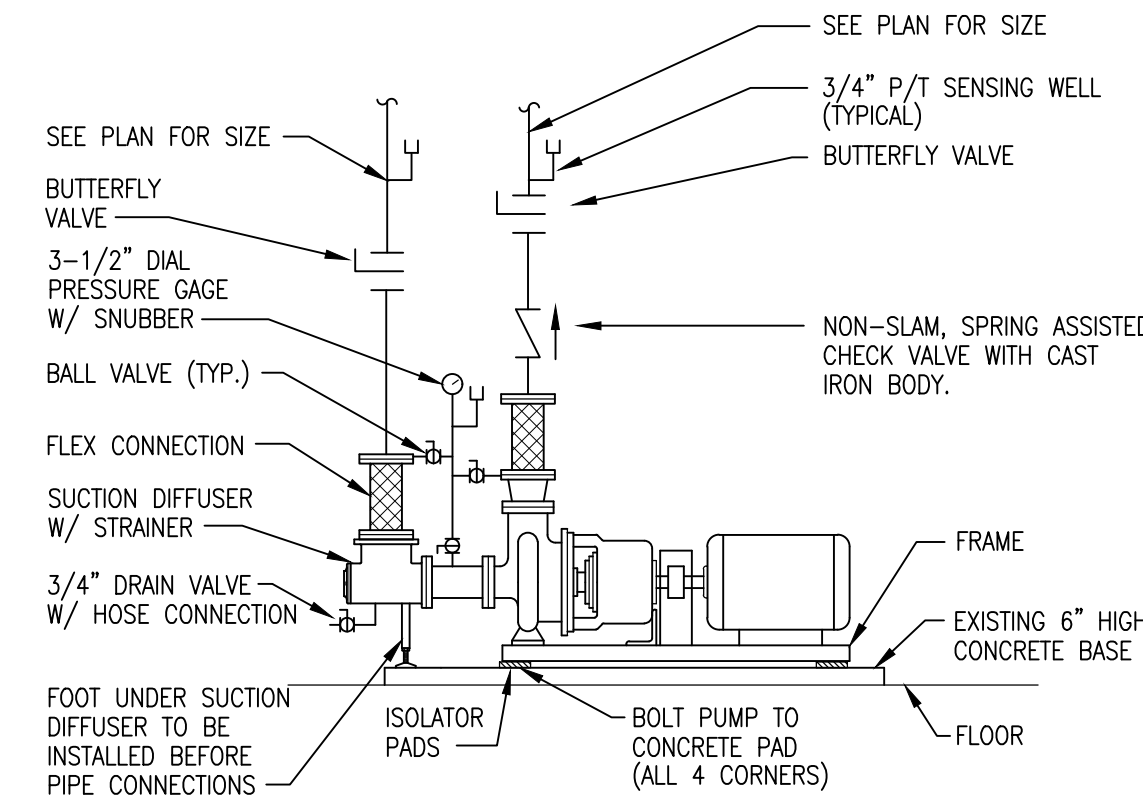 SEE PLAN FOR SIZE
3/4" P/T SENSING WELL
(TYPICAL)
BUTTERFLY VALVE
SEE PLAN FOR SIZE
BUTTERFLY
VALVE
3-1/2" DIAL
PRESSURE GAGE
W/ SNUBBER
NON-SLAM, SPRING ASSISTED
CHECK VALVE WITH CAST
IRON BODY.
BALL VALVE (TYP.)
FLEX CONNECTION
SUCTION DIFFUSER
W/ STRAINER
3/4" DRAIN VALVE
W/ HOSE CONNECTION
FRAME
EXISTING 6" HIGH
CONCRETE BASE
FOOT UNDER SUCTION
DIFFUSER TO BE
INSTALLED BEFORE
PIPE CONNECTIONS
ISOLATOR
PADS
BOLT PUMP TO
CONCRETE PAD
(ALL 4 CORNERS)
FLOOR